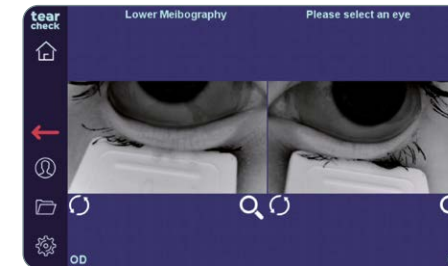 tear
check
Lower Meibography
Please select an eye
OD